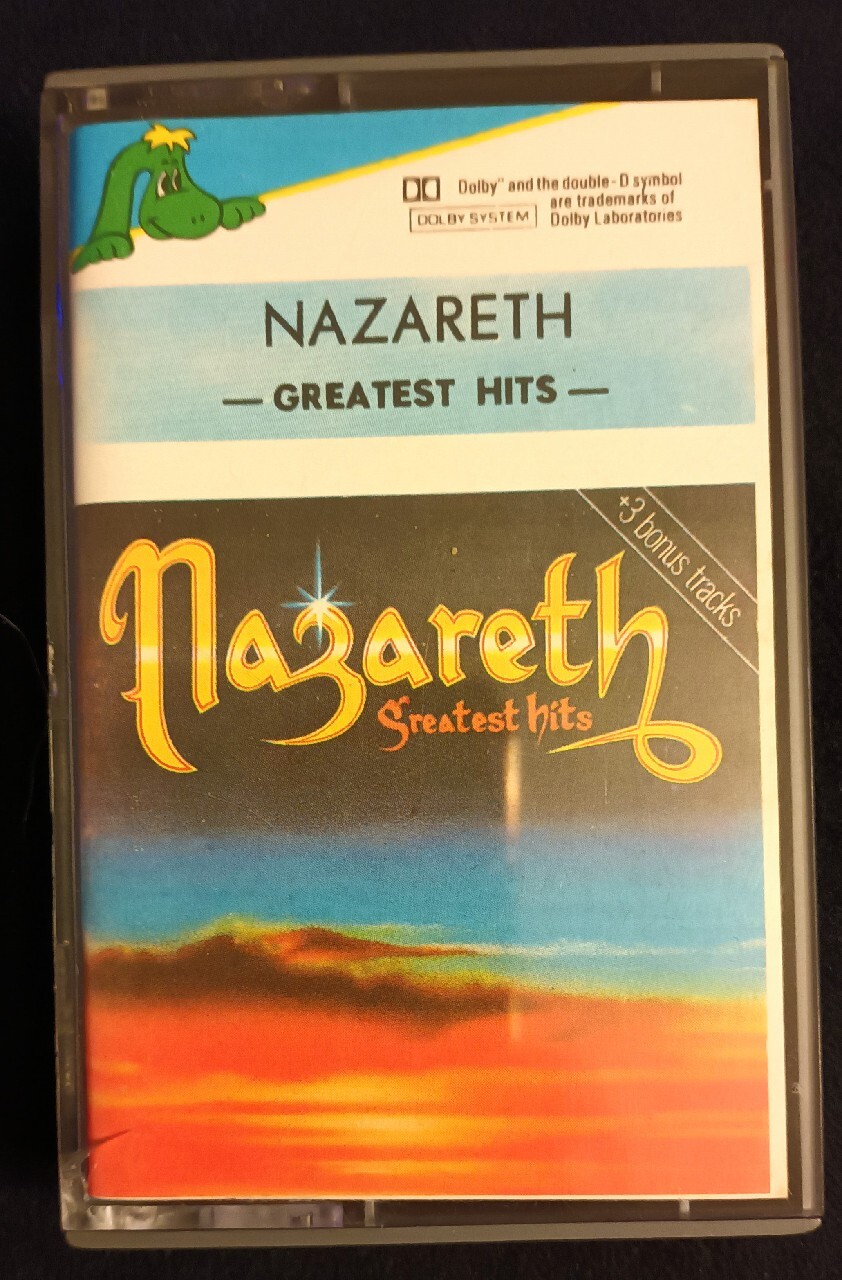 Dolby" and the double-D symbol
are trademarks of
DOLBY SYSTEM
Dolby Laboratories
NAZARETH
— GREATEST HITS —
+3 bonus tracks
Nazareth
Greatest hits